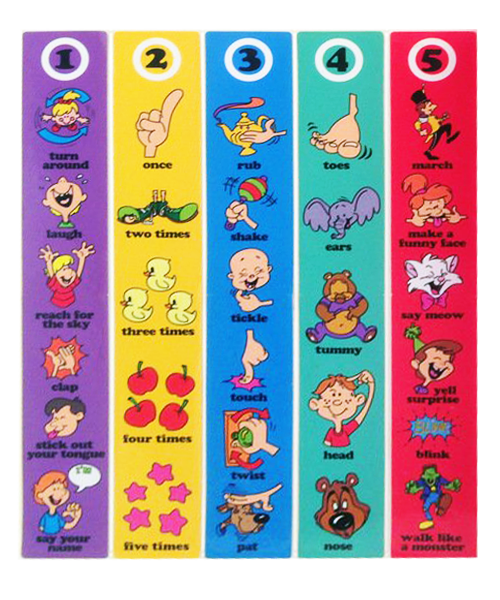 1
turn
around
laugh
reach for
the sky
clap
stick out
your tongue
I'M
say your
name
2
once
two times
three times
four times
five times
3
rub
shake
tickle
touch
twist
pat
4
toes
ears
tummy
head
nose
5
march
make a
funny face
say meow
yell
surprise
blink
walk like
a monster